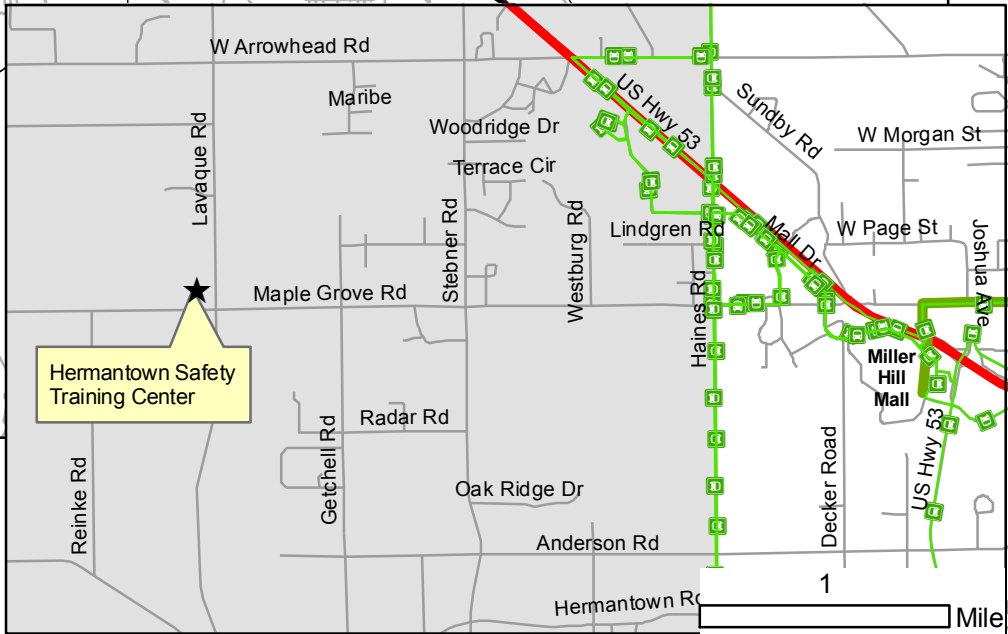 W Arrowhead Rd
Maribe
Lavaque Rd
Woodridge Dr
Terrace Cir
US Hwy 53
Sundby Rd
W Morgan St
Stebner Rd
Westburg Rd
Lindgren Rd
Mall Dr
W Page St
Joshua Ave
Maple Grove Rd
Haines Rd
Hermantown Safety
Training Center
Miller
Hill
Mall
Radar Rd
Getchell Rd
Reinke Rd
Oak Ridge Dr
Decker Road
US Hwy 53
Anderson Rd
Hermantown Rd
1
Mile